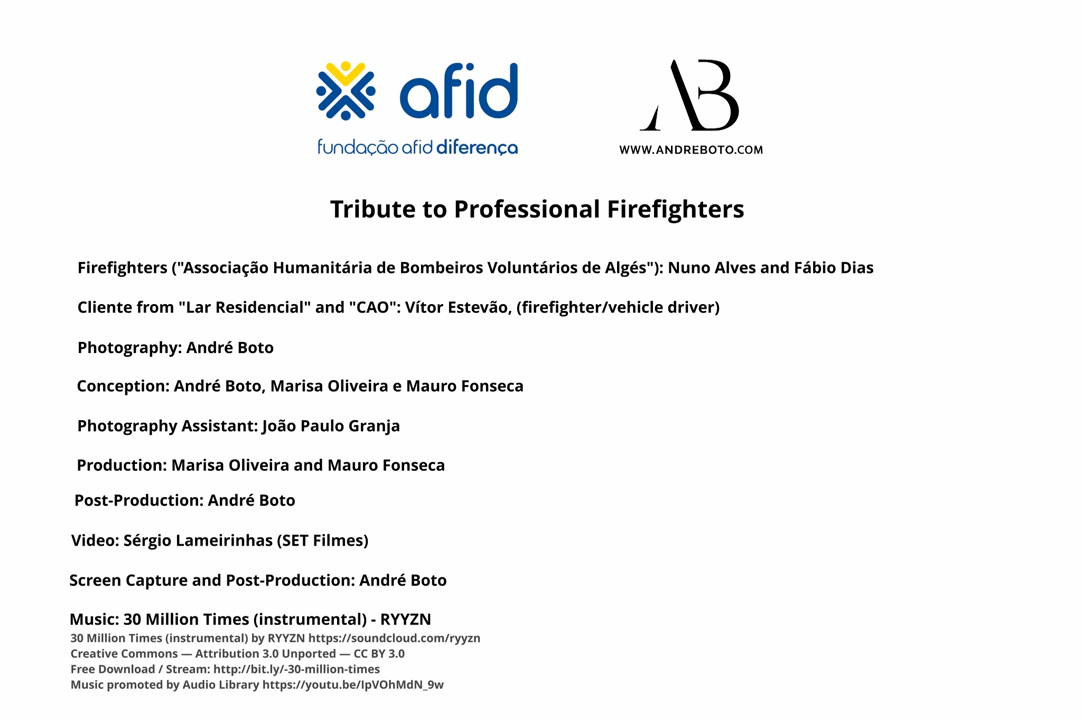 afid
fundação afid diferença
AB
WWW.ANDREBOTO.COM
Tribute to Professional Firefighters
Firefighters ("Associação Humanitária de Bombeiros Voluntários de Algés"): Nuno Alves and Fábio Dias
Cliente from "Lar Residencial" and "CAO": Vítor Estevão, (firefighter/vehicle driver)
Photography: André Boto
Conception: André Boto, Marisa Oliveira e Mauro Fonseca
Photography Assistant: João Paulo Granja
Production: Marisa Oliveira and Mauro Fonseca
Post-Production: André Boto
Video: Sérgio Lameirinhas (SET Filmes)
Screen Capture and Post-Production: André Boto
Music: 30 Million Times (instrumental) - RYYZN
30 Million Times (instrumental) by RYYZN https://soundcloud.com/ryyzn
Creative Commons — Attribution 3.0 Unported — CC BY 3.0
Free Download / Stream: http://bit.ly/-30-million-times
Music promoted by Audio Library https://youtu.be/IpVOhMdN_9w